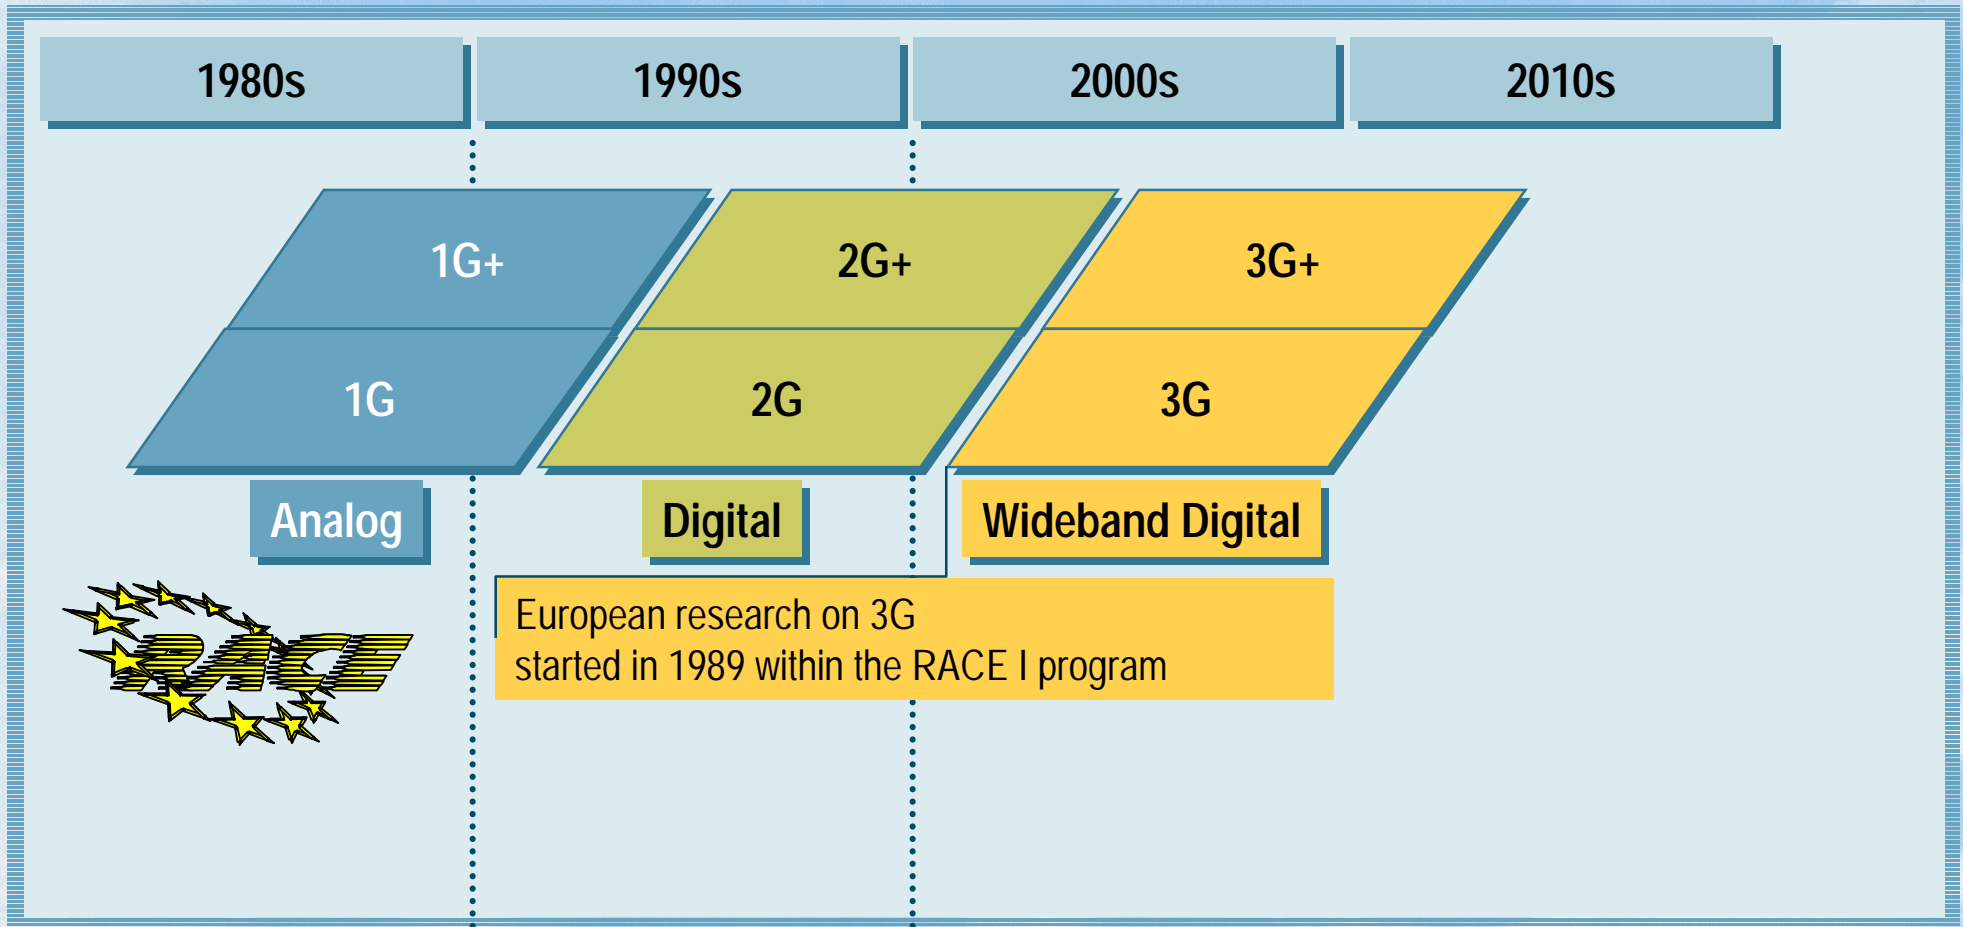 1980s
1990s
2000s
2010s
1G+
2G+
3G+
1G
2G
3G
Analog
Digital
Wideband Digital
European research on 3G
started in 1989 within the RACE I program
RACE